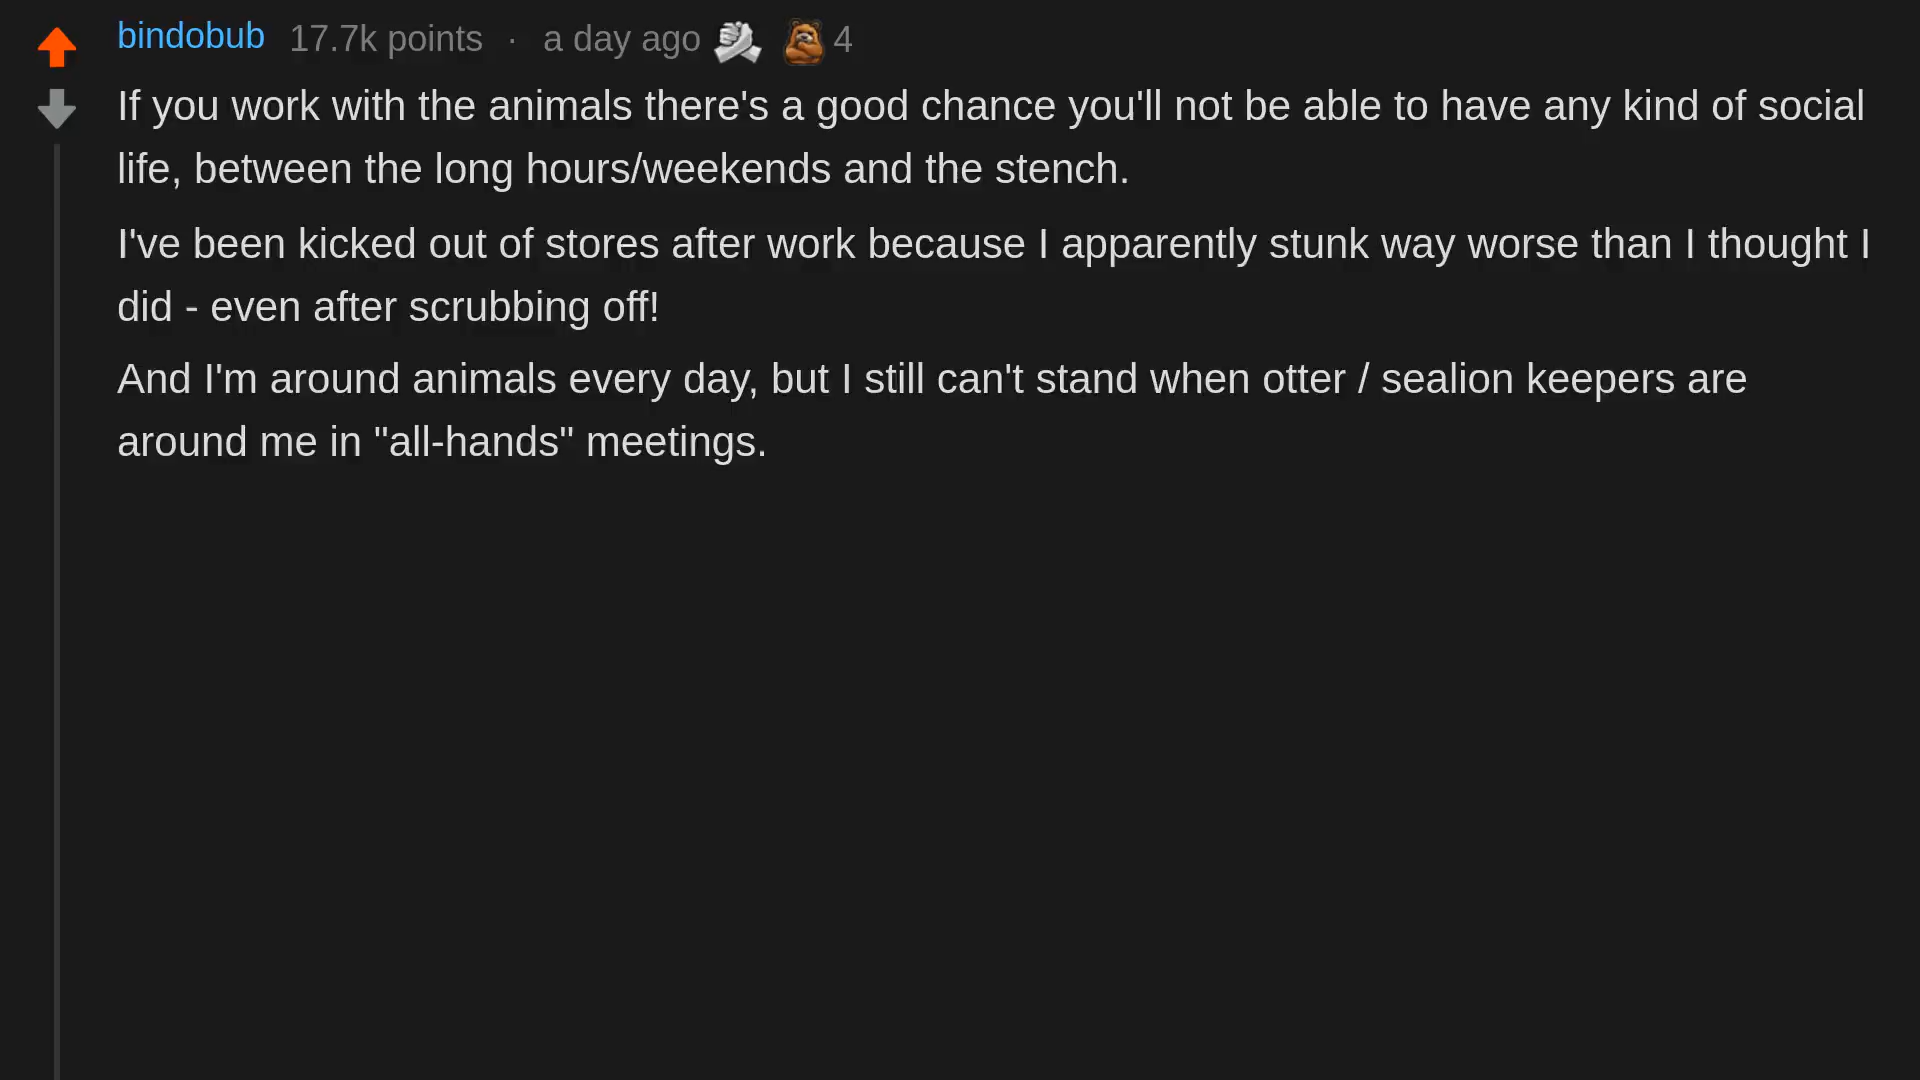 bindobub 17.7k points · a day ago 4
If you work with the animals there's a good chance you'll not be able to have any kind of social
life, between the long hours/weekends and the stench.
I've been kicked out of stores after work because I apparently stunk way worse than I thought I
did - even after scrubbing off!
And I'm around animals every day, but I still can't stand when otter / sealion keepers are
around me in "all-hands" meetings.